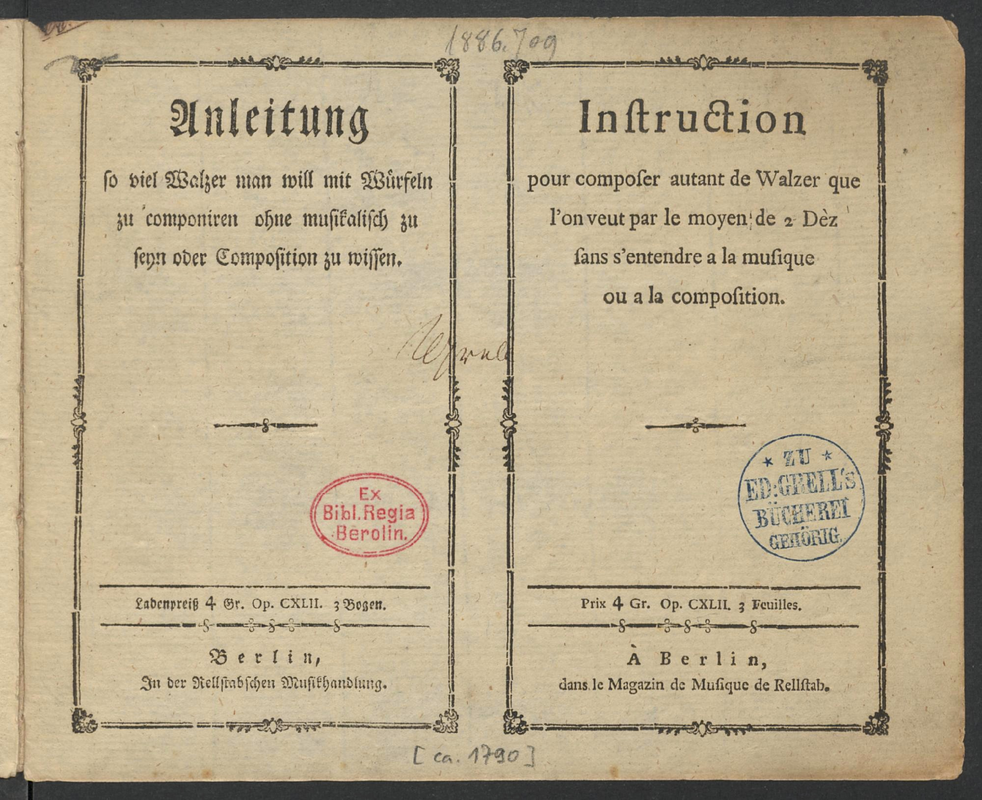 1886.709
Anleitung
ſo viel Walzer man will mit Würfeln
zu componiren ohne muſikaliſch zu
ſeyn oder Compoſition zu wiſſen.
Ex
Bibl. Regia
Berolin.
Ladenpreiß 4 Gr. Op. CXLII. 3 Bogen.
Berlin,
In der Rellſtabſchen Muſikhandlung.
Inſtruction
pour compoſer autant de Walzer que
l'on veut par le moyen de 2 Dèz
ſans s'entendre a la muſique
ou a la compoſition.
ZU
ED: GRELL'S
BÜCHEREI
GEHÖRIG.
Prix 4 Gr. Op. CXLII. 3 Feuilles.
À Berlin,
dans le Magazin de Muſique de Rellſtab.
[ca. 1790]